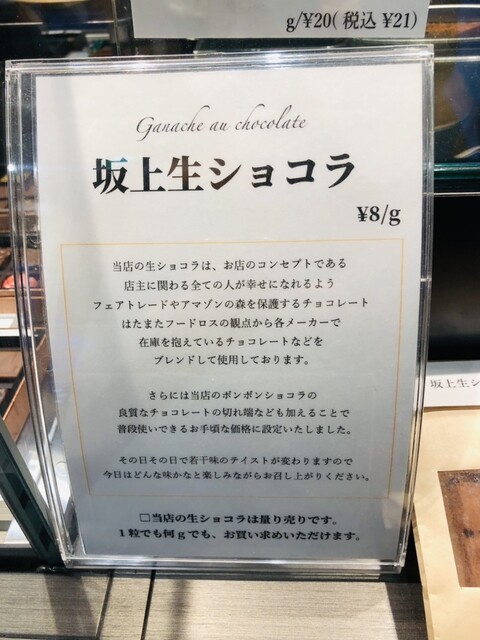 g/¥20(税込 ¥21)
Ganache au chocolate
坂上生ショコラ
¥8/g
当店の生ショコラは、お店のコンセプトである
店主に関わる全ての人が幸せになれるよう
フェアトレードやアマゾンの森を保護するチョコレート
はたまたフードロスの観点から各メーカーで
在庫を抱えているチョコレートなどを
ブレンドして使用しております。
さらには当店のボンボンショコラの
良質なチョコレートの切れ端なども加えることで
普段使いできるお手頃な価格に設定いたしました。
その日その日で若干味のテイストが変わりますので
今日はどんな味かなと楽しみながらお召し上がりください。
□当店の生ショコラは量り売りです。
1粒でも何gでも、お買い求めいただけます。
坂上生シ